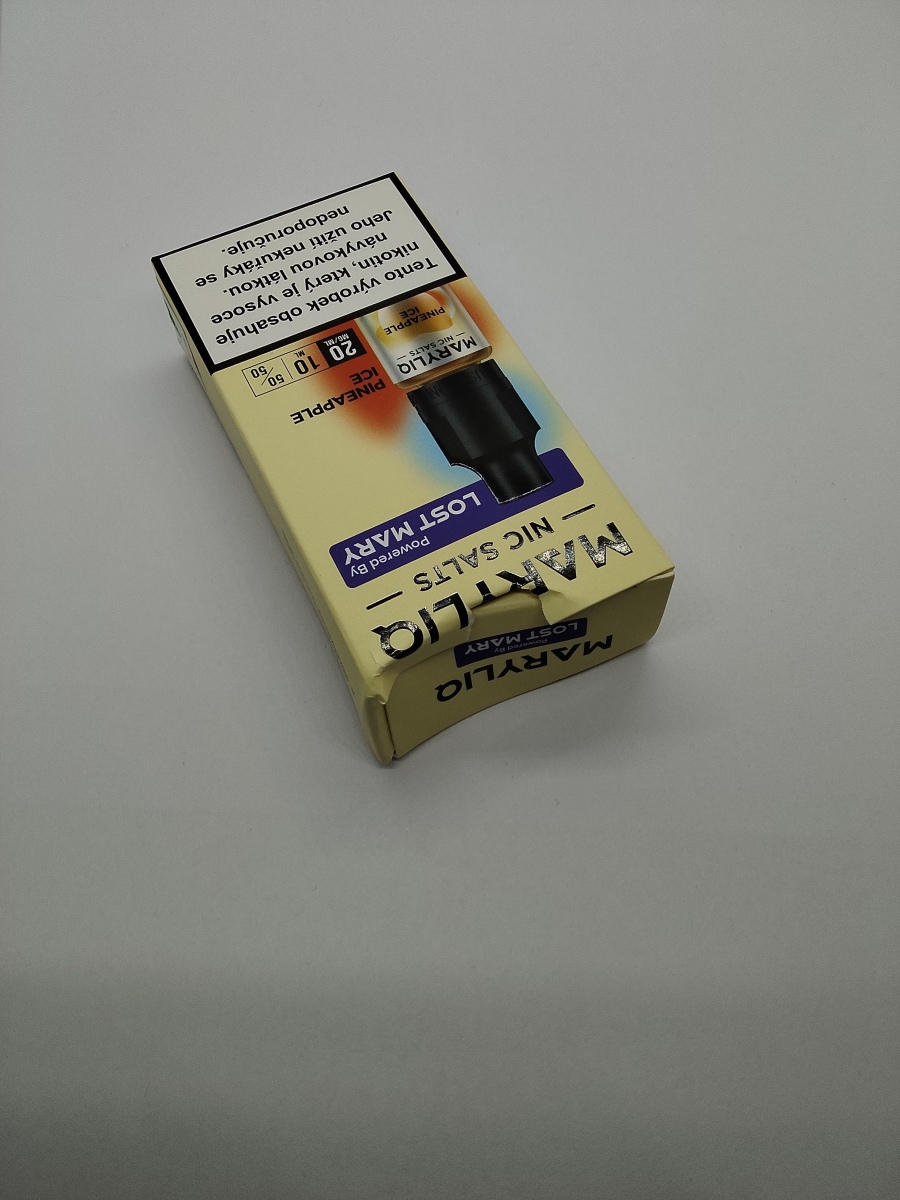 MARYLIQ
Powered By
LOST MARY
MARYLIQ
NIC SALTS
Powered By
LOST MARY
MARYLIQ
NIC SALTS
PINEAPPLE
ICE
PINEAPPLE
ICE
20
MG/ML
10
ML
50/50
Tento výrobek obsahuje
nikotin, který je vysoce
návykovou látkou.
Jeho užití nekuřáky se
nedoporučuje.